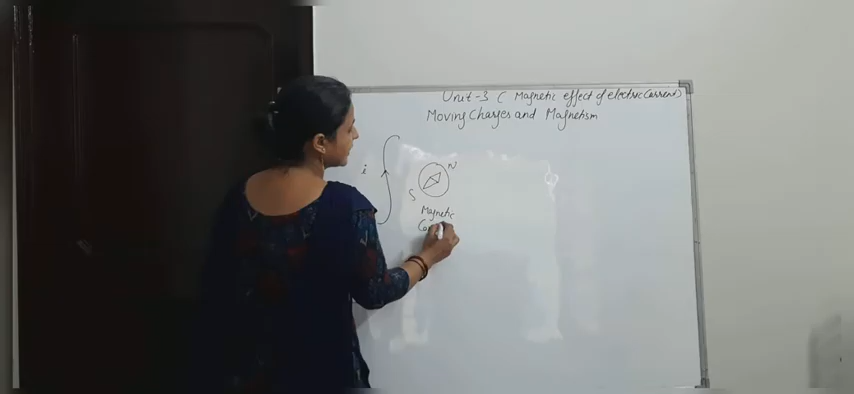 Unit-3 ( Magnetic effect of electric Current)
Moving Charges and Magnetism
i
N
S
Magnetic
Co